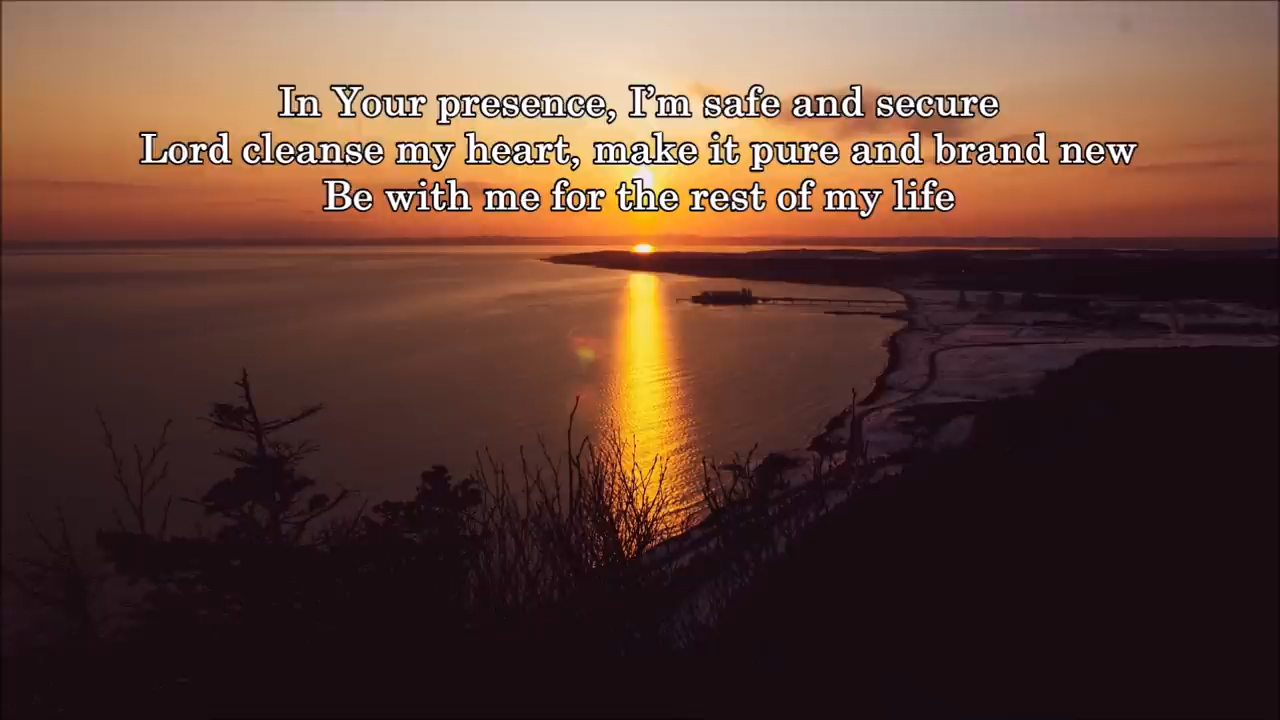 In Your presence, I’m safe and secure
Lord cleanse my heart, make it pure and brand new
Be with me for the rest of my life